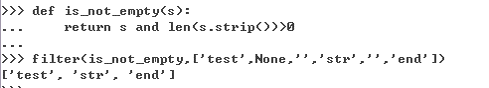 >>> def is_not_empty(s):
...     return s and len(s.strip())>0
...
>>> filter(is_not_empty,['test',None,'','str','','end'])
['test', 'str', 'end']
>>>